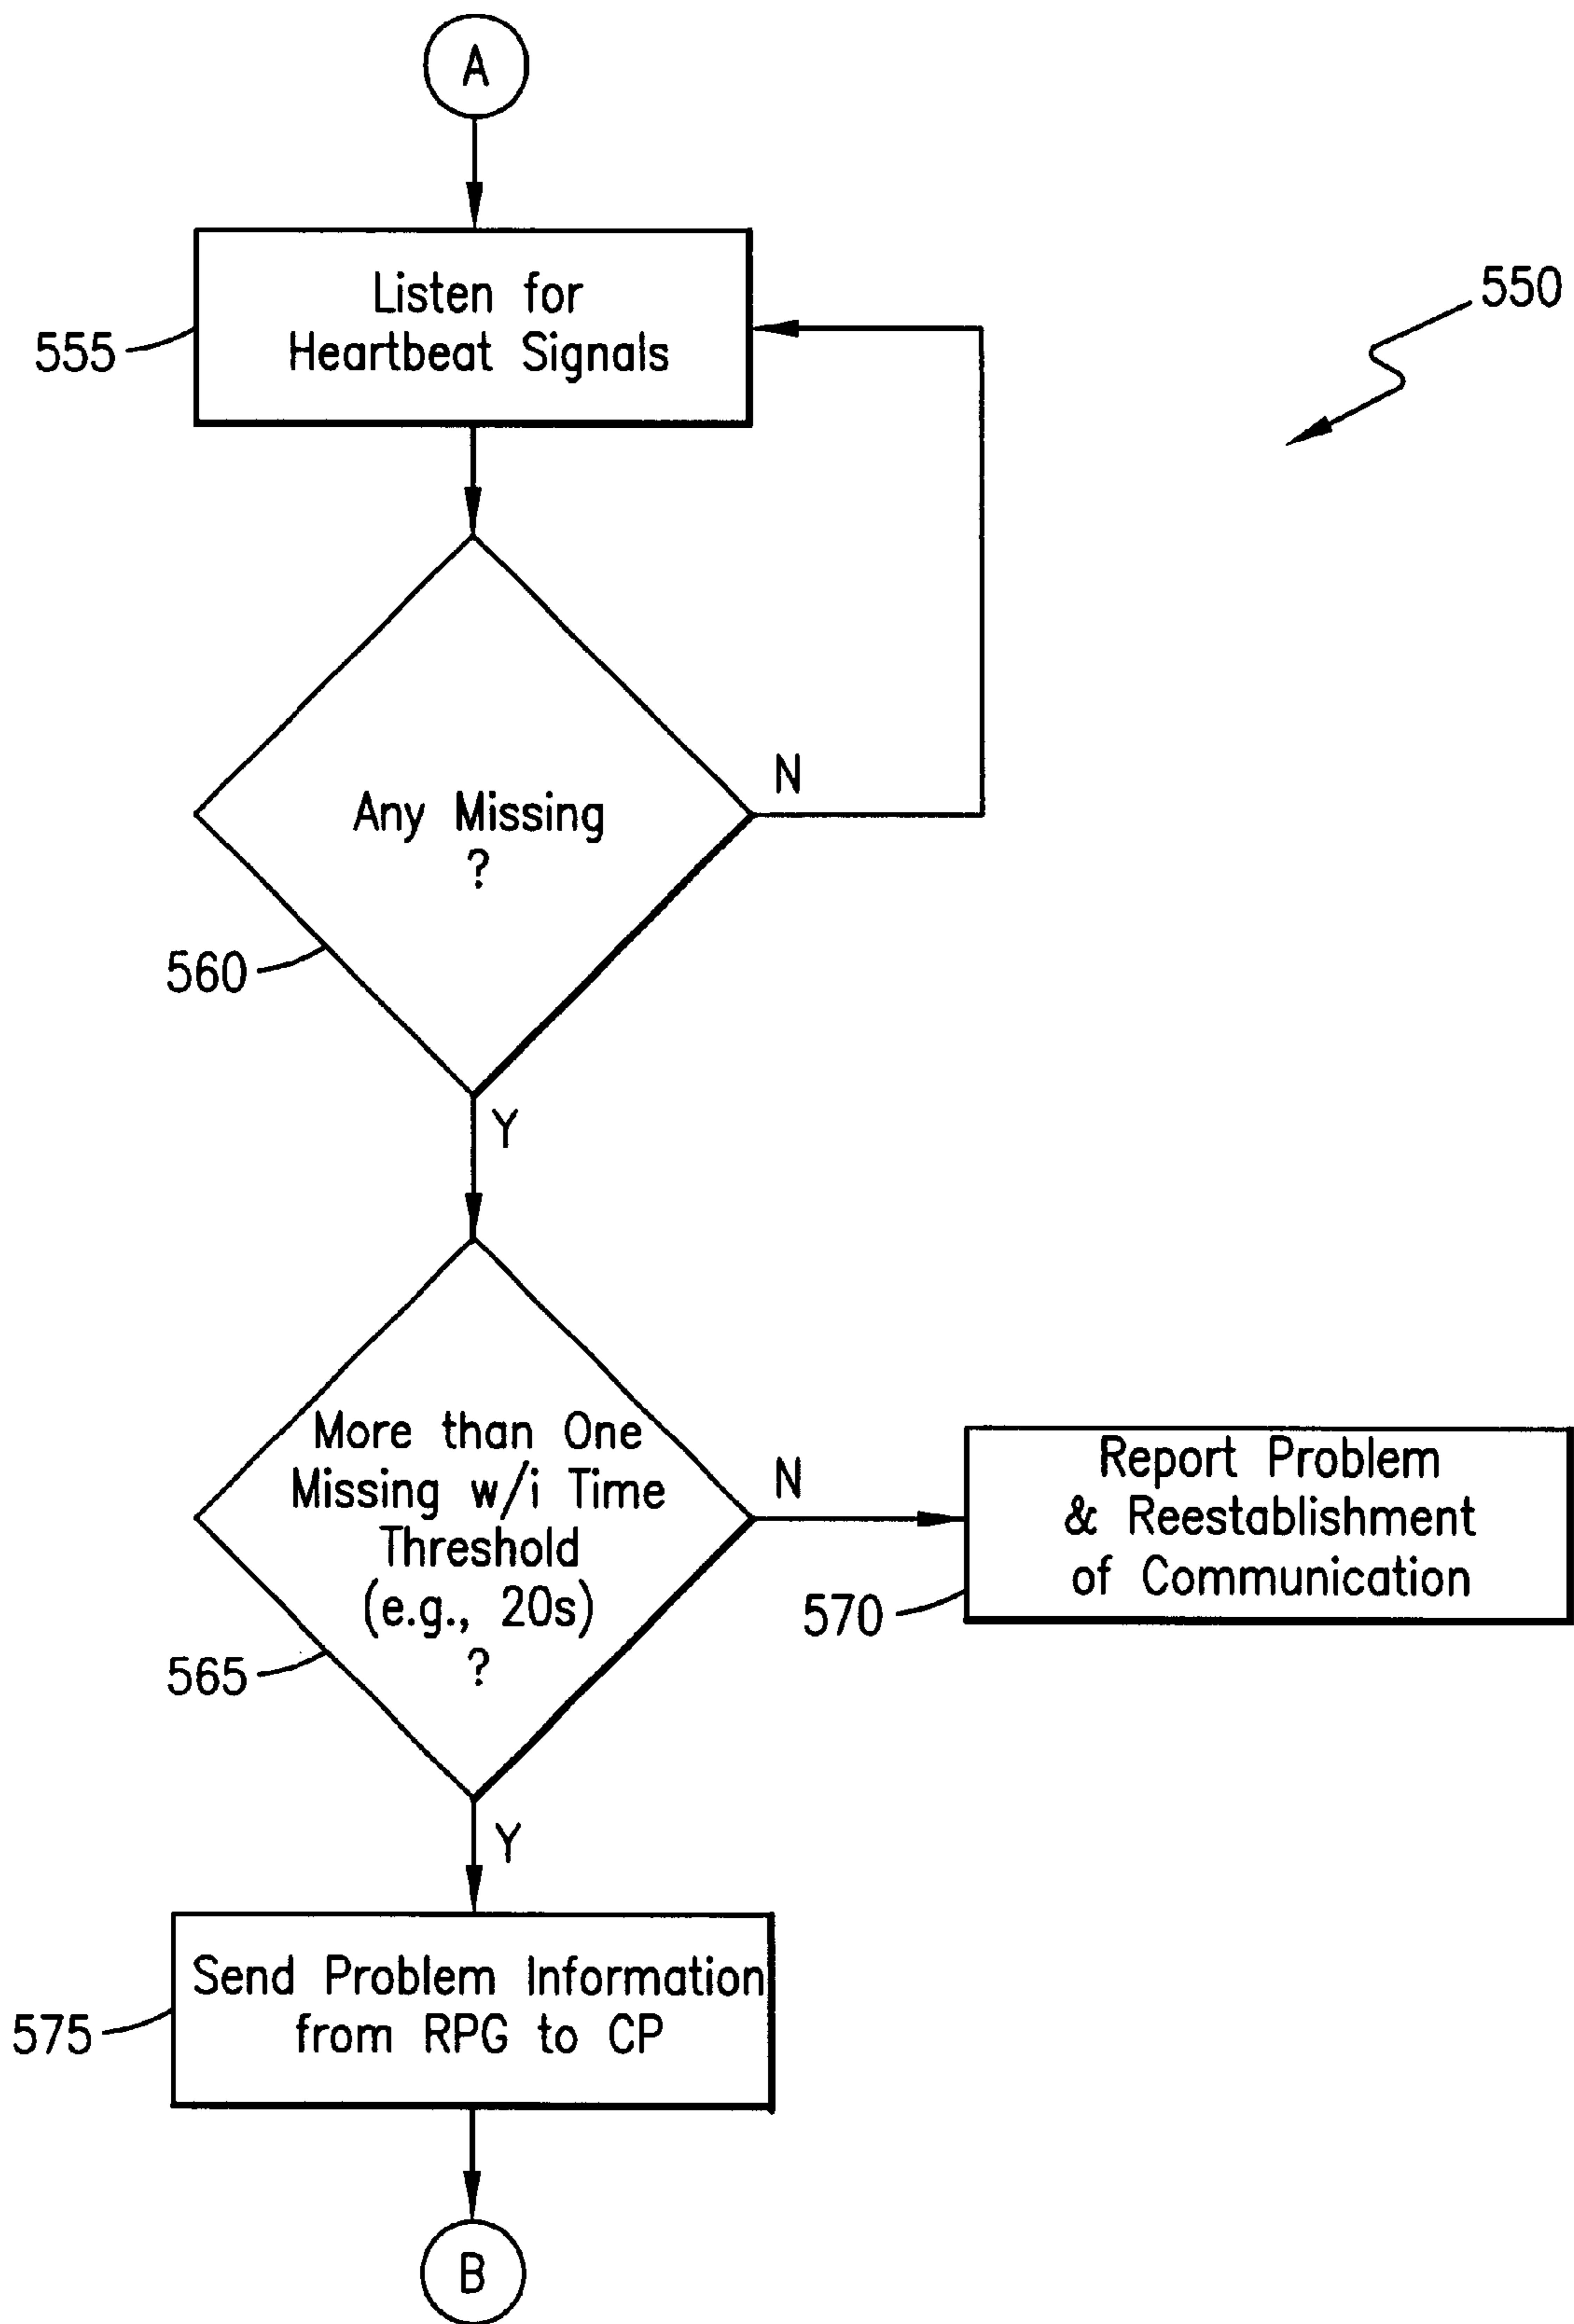 A
Listen for
Heartbeat Signals
555
550
Any Missing
?
N
560
Y
More than One
Missing w/i Time
Threshold
(e.g., 20s)
?
N
565
Report Problem
& Reestablishment
of Communication
570
Y
Send Problem Information
from RPG to CP
575
B